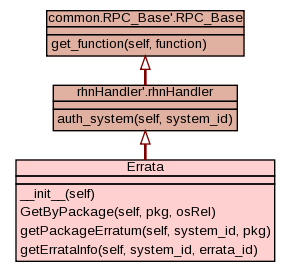 common.RPC_Base'.RPC_Base
get_function(self, function)
rhnHandler'.rhnHandler
auth_system(self, system_id)
Errata
__init__(self)
GetByPackage(self, pkg, osRel)
getPackageErratum(self, system_id, pkg)
getErrataInfo(self, system_id, errata_id)